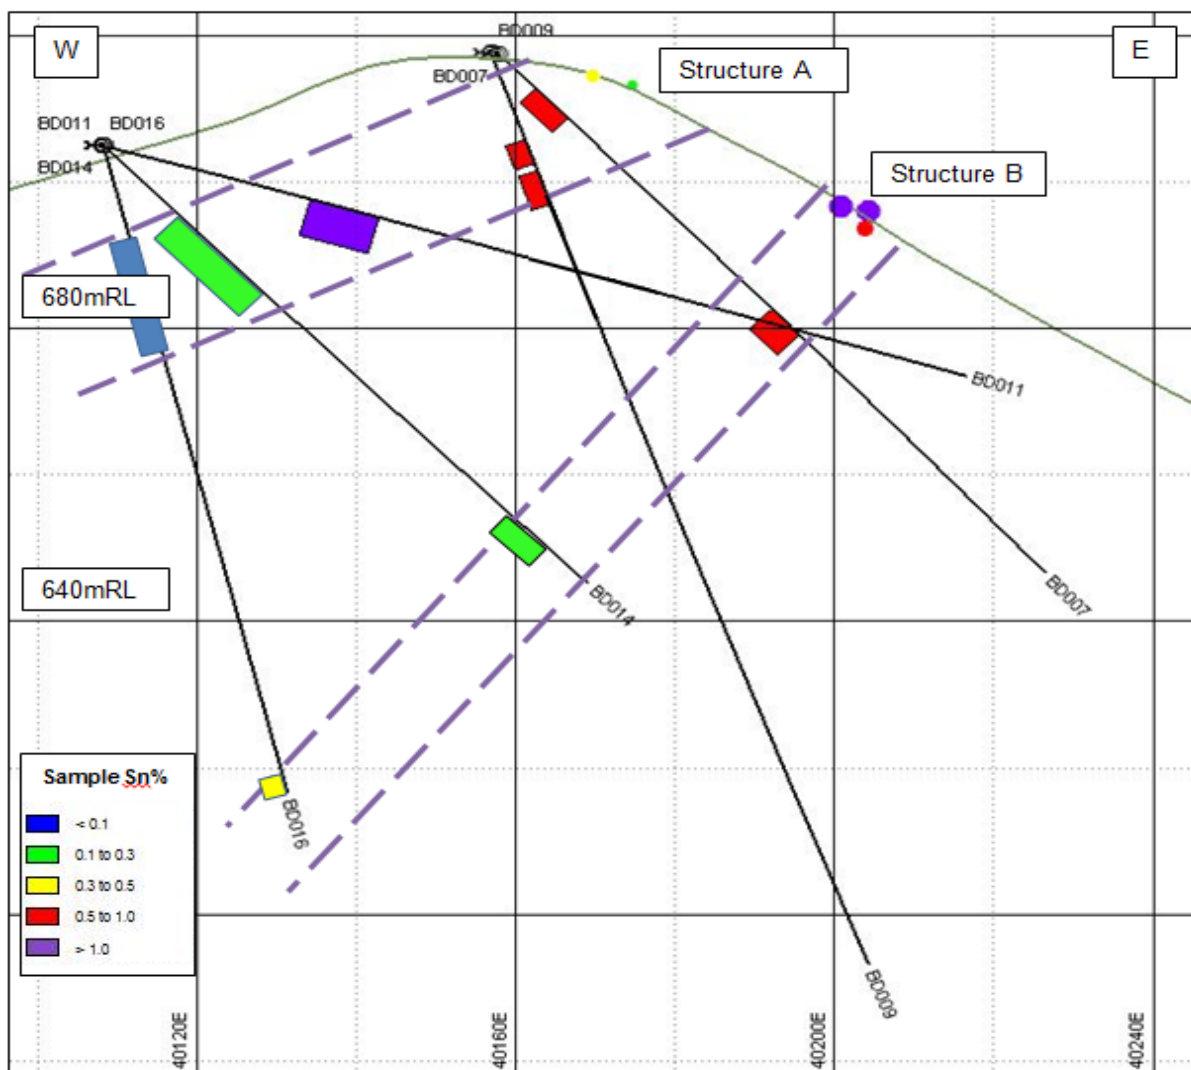 W
BD009
E
Structure A
BD007
BD011
BD016
BD014
Structure B
680mRL
BD011
BD007
640mRL
BD014
Sample Sn%
< 0.1
0.1 to 0.3
0.3 to 0.5
0.5 to 1.0
> 1.0
BD016
BD009
40120E
40160E
40200E
40240E